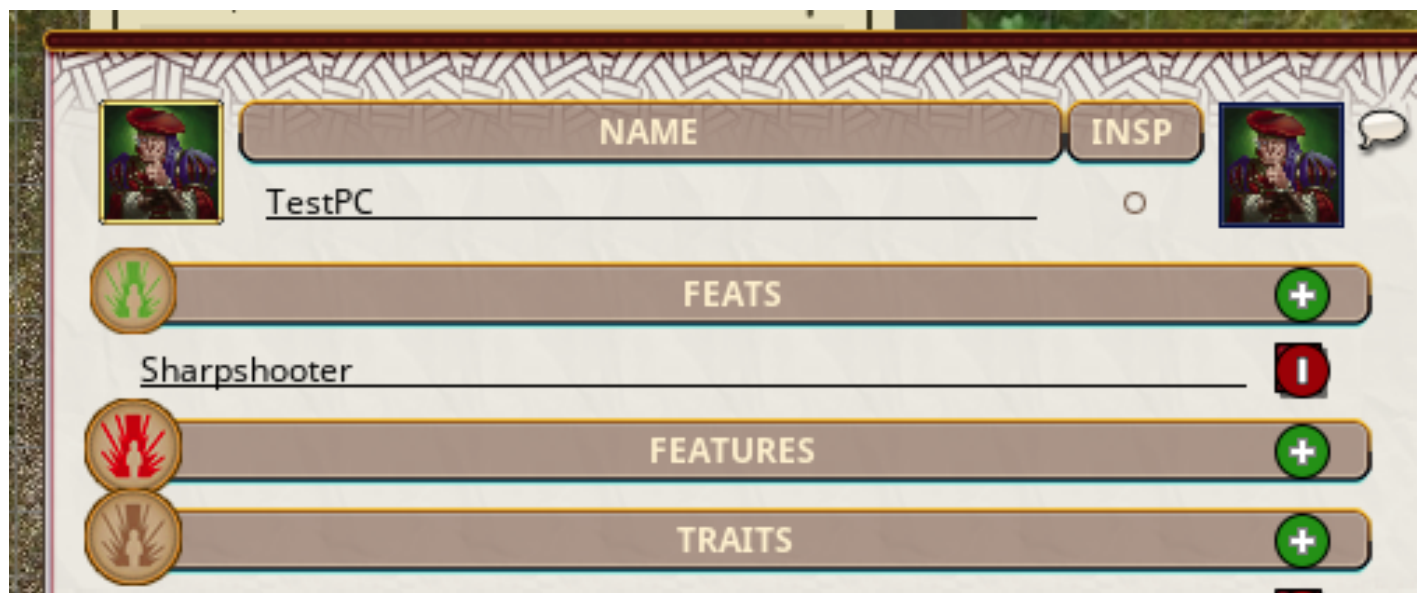 NAME INSP
TestPC
FEATS
Sharpshooter
FEATURES
TRAITS